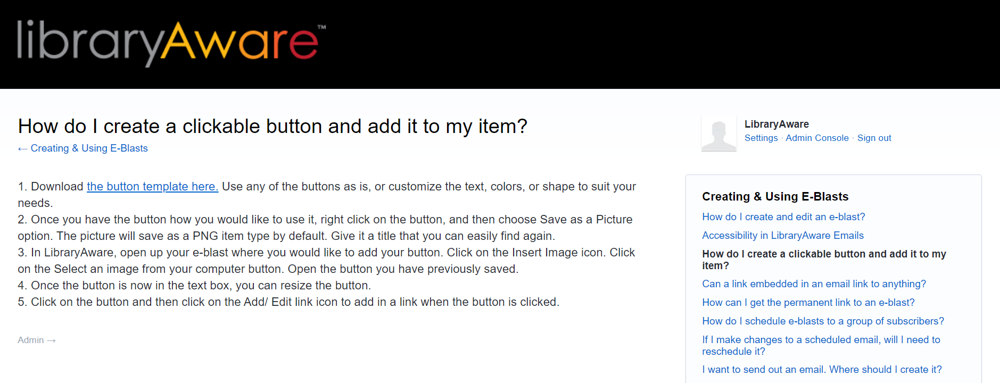 libraryAware™
How do I create a clickable button and add it to my item?
← Creating & Using E-Blasts
1. Download the button template here. Use any of the buttons as is, or customize the text, colors, or shape to suit your
needs.
2. Once you have the button how you would like to use it, right click on the button, and then choose Save as a Picture
option. The picture will save as a PNG item type by default. Give it a title that you can easily find again.
3. In LibraryAware, open up your e-blast where you would like to add your button. Click on the Insert Image icon. Click
on the Select an image from your computer button. Open the button you have previously saved.
4. Once the button is now in the text box, you can resize the button.
5. Click on the button and then click on the Add/ Edit link icon to add in a link when the button is clicked.
Admin →
LibraryAware
Settings · Admin Console · Sign out
Creating & Using E-Blasts
How do I create and edit an e-blast?
Accessibility in LibraryAware Emails
How do I create a clickable button and add it to my
item?
Can a link embedded in an email link to anything?
How can I get the permanent link to an e-blast?
How do I schedule e-blasts to a group of subscribers?
If I make changes to a scheduled email, will I need to
reschedule it?
I want to send out an email. Where should I create it?